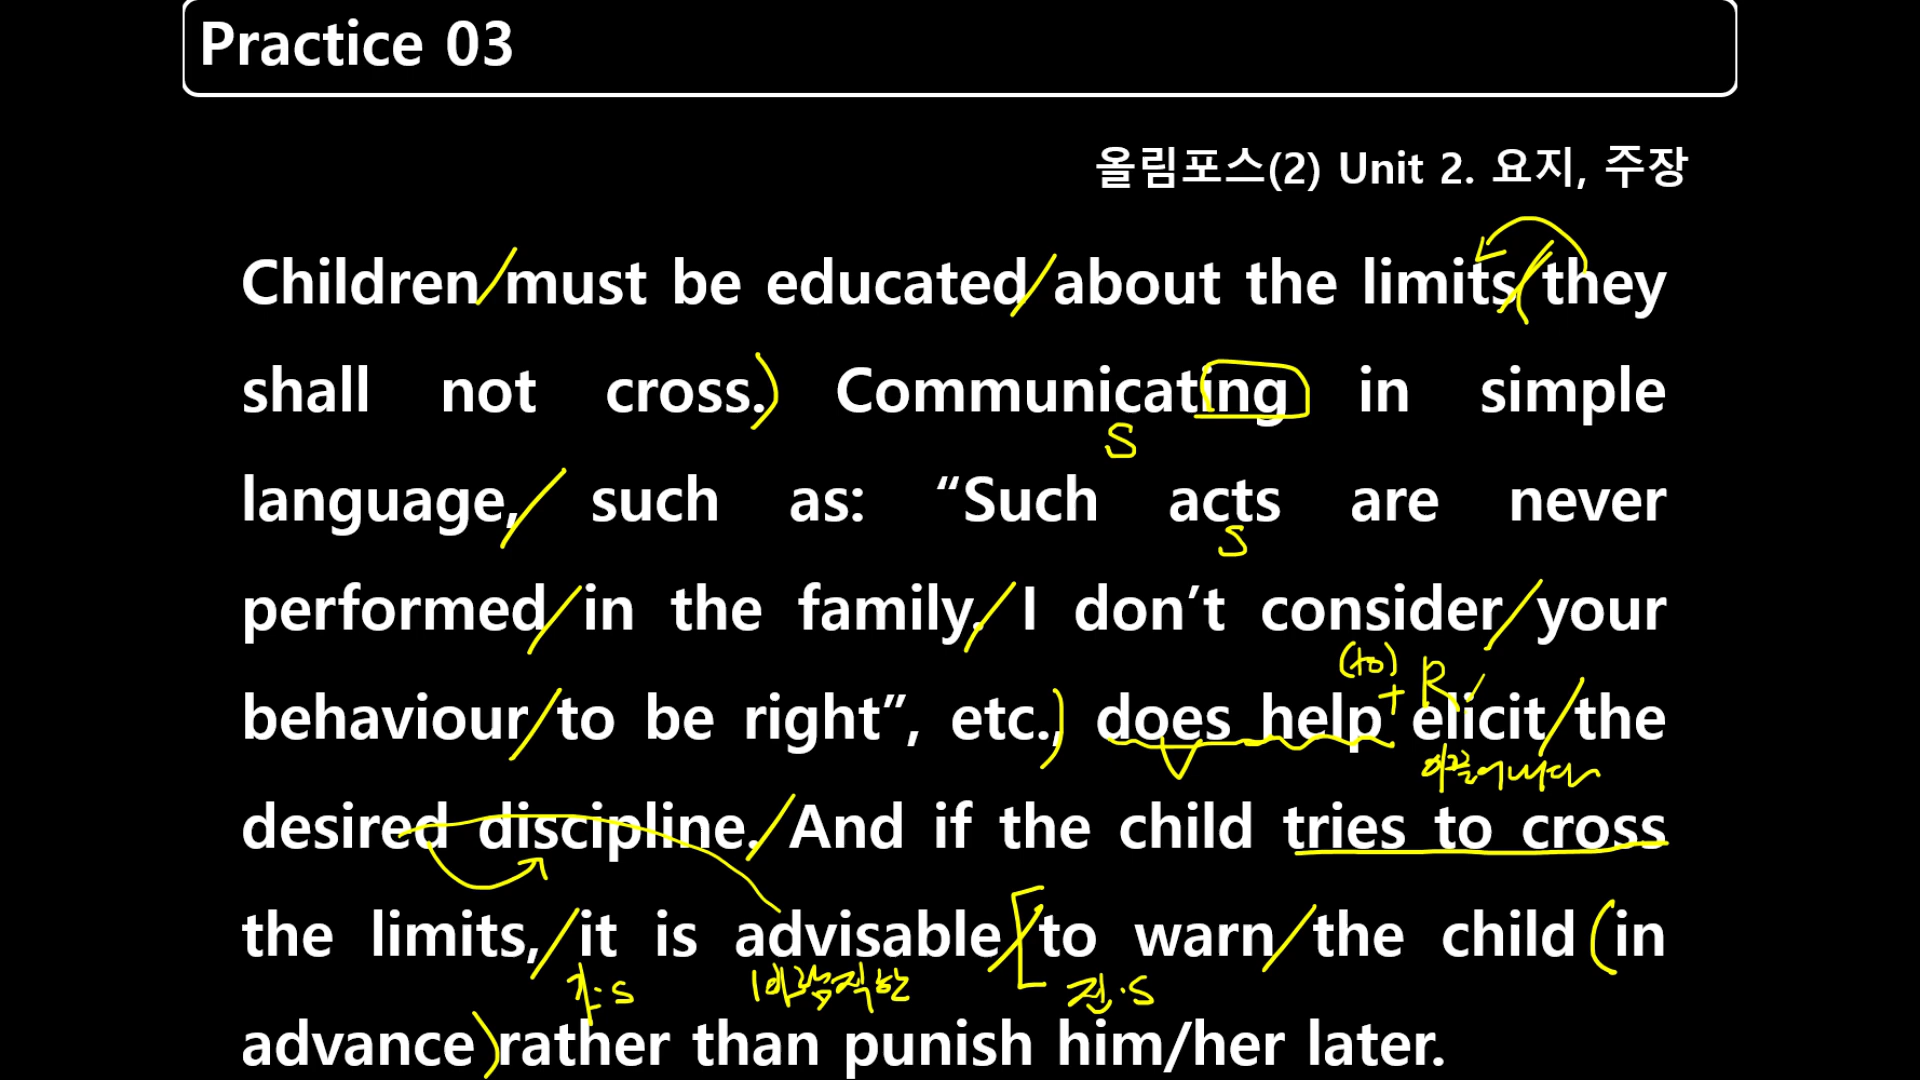 Practice 03
올림포스(2) Unit 2. 요지, 주장
Children must be educated about the limits they
shall not cross. Communicating in simple
S
language, such as: “Such acts are never
S
performed in the family. I don’t consider your
(to)
+ R
behaviour to be right”, etc., does help elicit the
이끌어내다
desired discipline. And if the child tries to cross
the limits, it is advisable to warn the child in
가·S 바람직한 진·S
advance rather than punish him/her later.